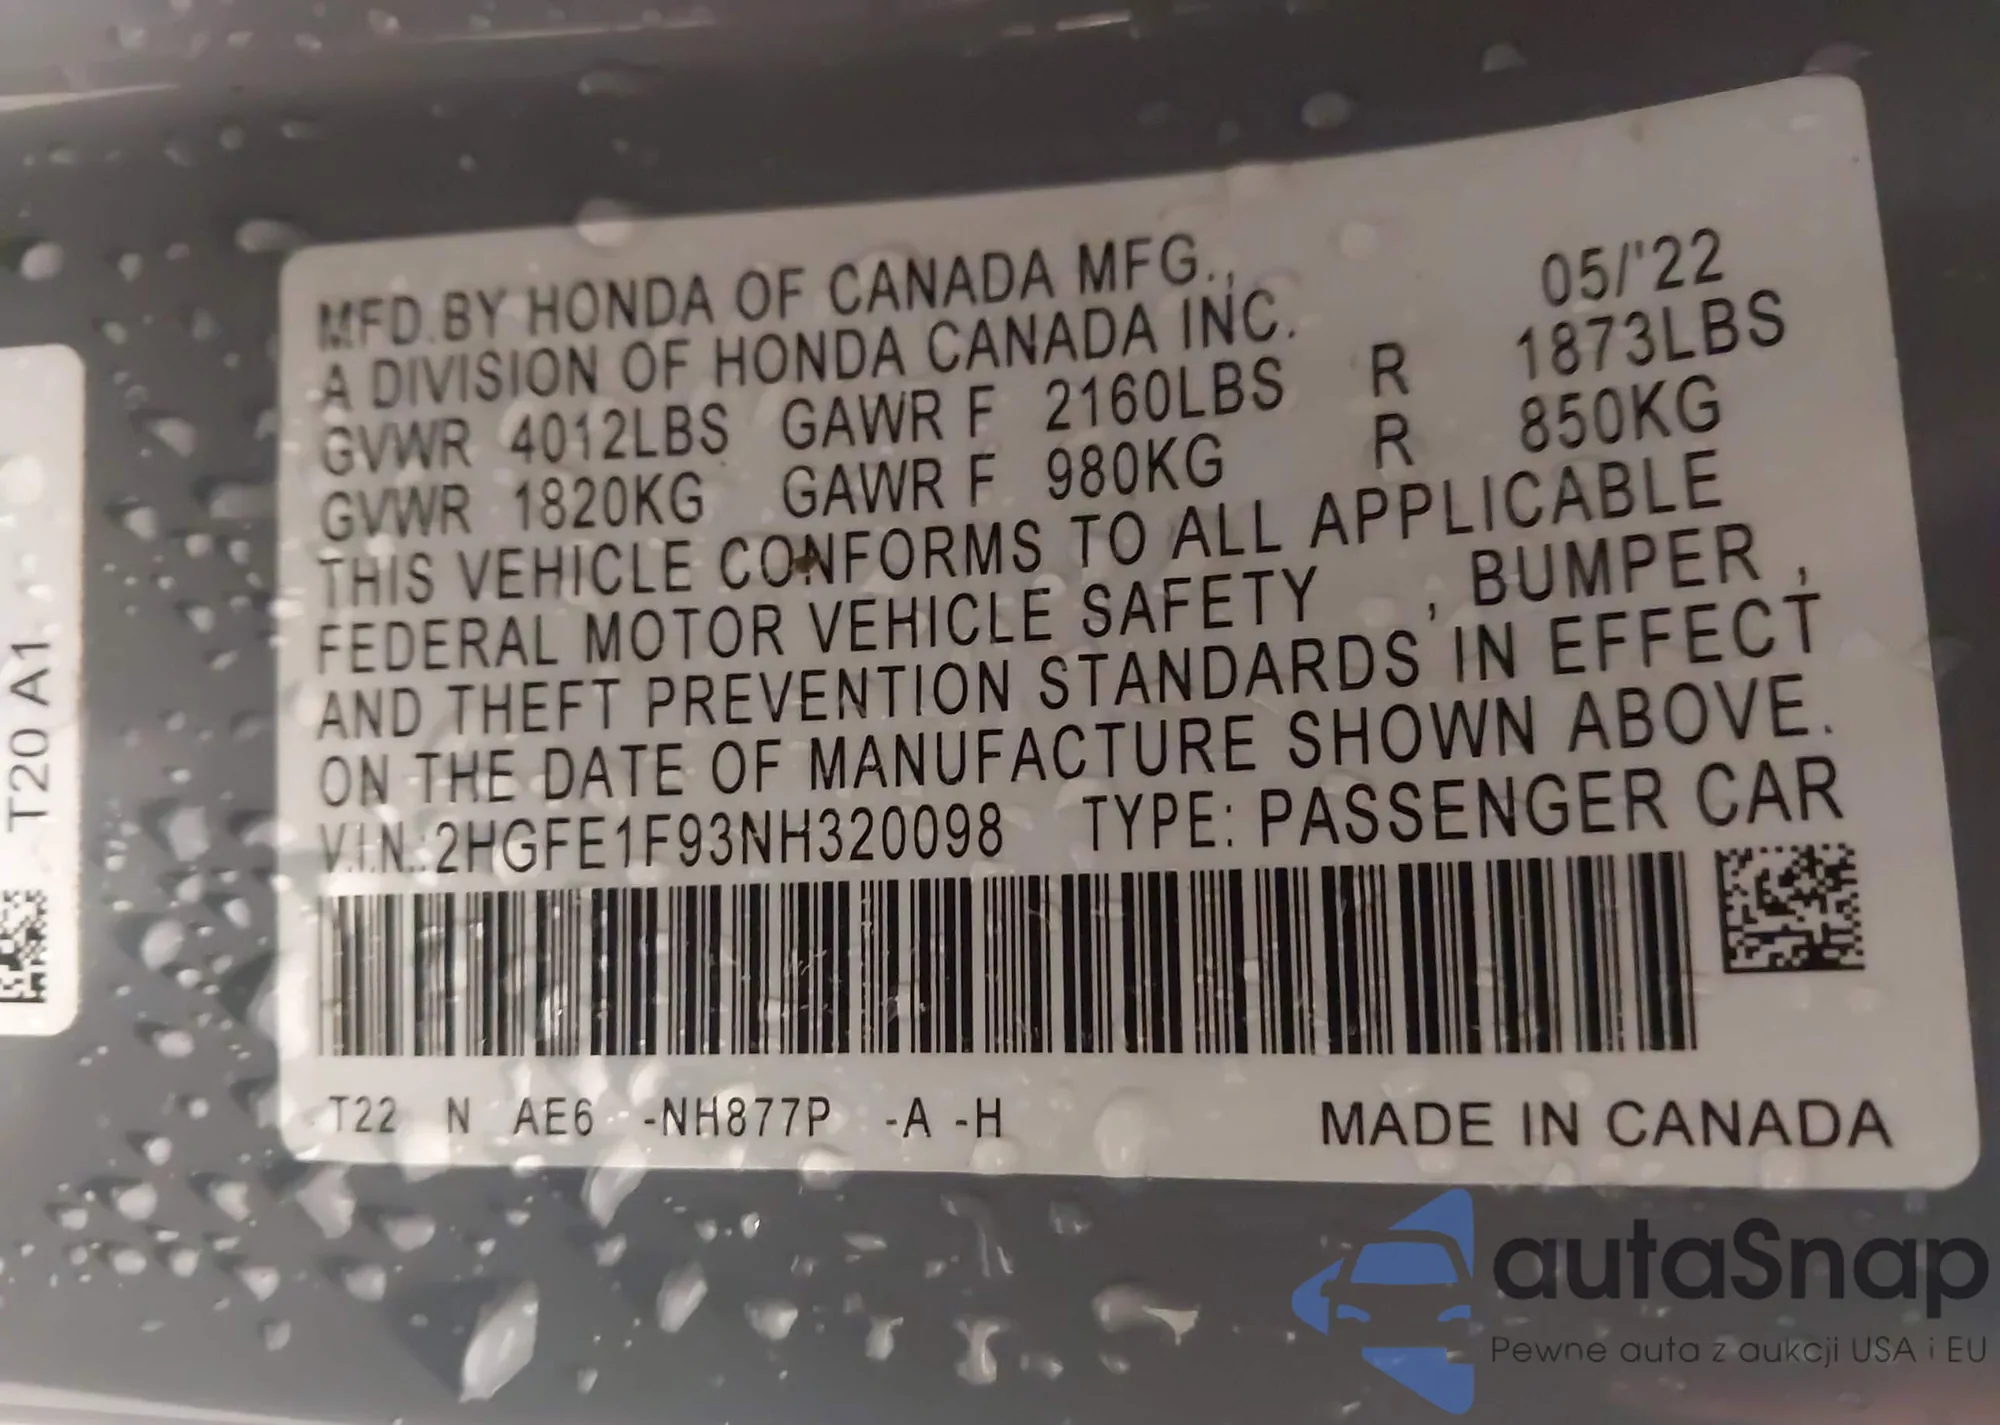 MFD.BY HONDA OF CANADA MFG., 05/'22
A DIVISION OF HONDA CANADA INC.
GVWR 4012LBS GAWR F 2160LBS R 1873LBS
GVWR 1820KG GAWR F 980KG R 850KG
THIS VEHICLE CONFORMS TO ALL APPLICABLE
FEDERAL MOTOR VEHICLE SAFETY , BUMPER ,
AND THEFT PREVENTION STANDARDS IN EFFECT
ON THE DATE OF MANUFACTURE SHOWN ABOVE.
V.I.N.:2HGFE1F93NH320098 TYPE: PASSENGER CAR
T22 N AE6 -NH877P -A -H MADE IN CANADA
T20 A1
autaSnap
Pewne auta z aukcji USA i EU